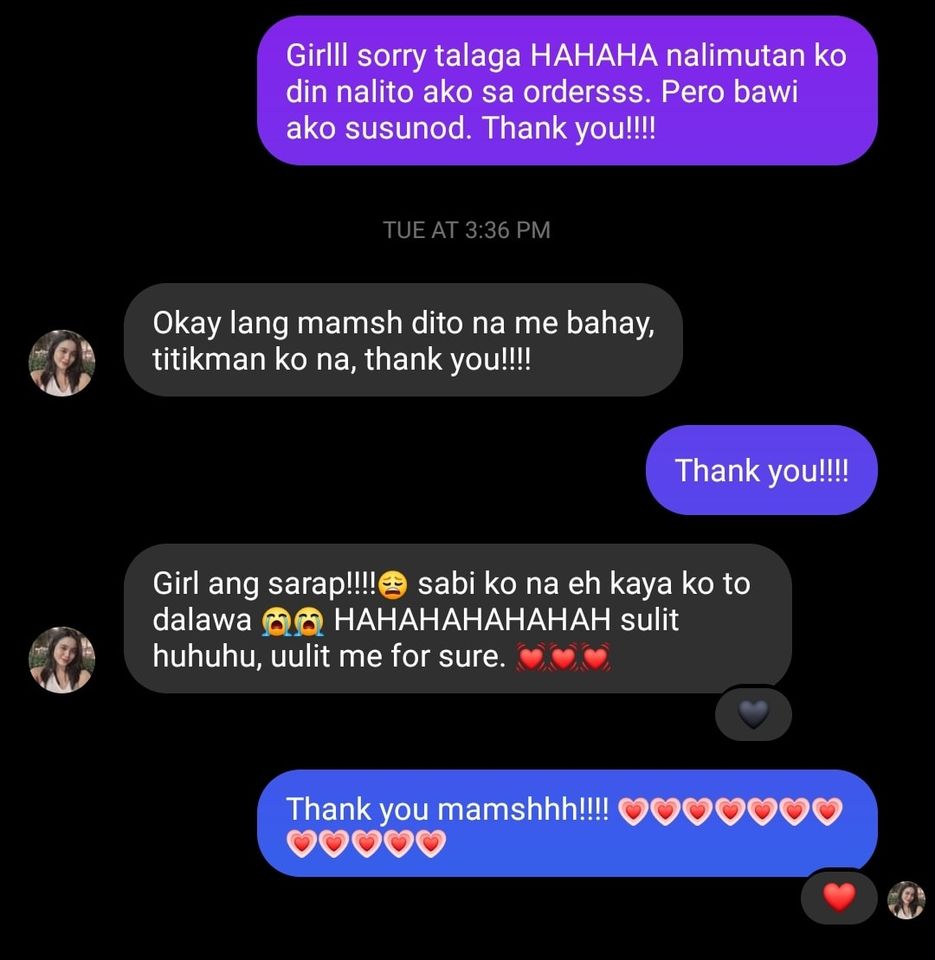 Girlll sorry talaga HAHAHA nalimutan ko
din nalito ako sa ordersss. Pero bawi
ako susunod. Thank you!!!!
TUE AT 3:36 PM
Okay lang mamsh dito na me bahay,
titikman ko na, thank you!!!!
Thank you!!!!
Girl ang sarap!!!!😩 sabi ko na eh kaya ko to
dalawa 😭😭 HAHAHAHAHAHAH sulit
huhuhu, uulit me for sure. 💓💓💓
🖤
Thank you mamshhh!!!! 💗💗💗💗💗💗💗
💗💗💗💗💗
❤️